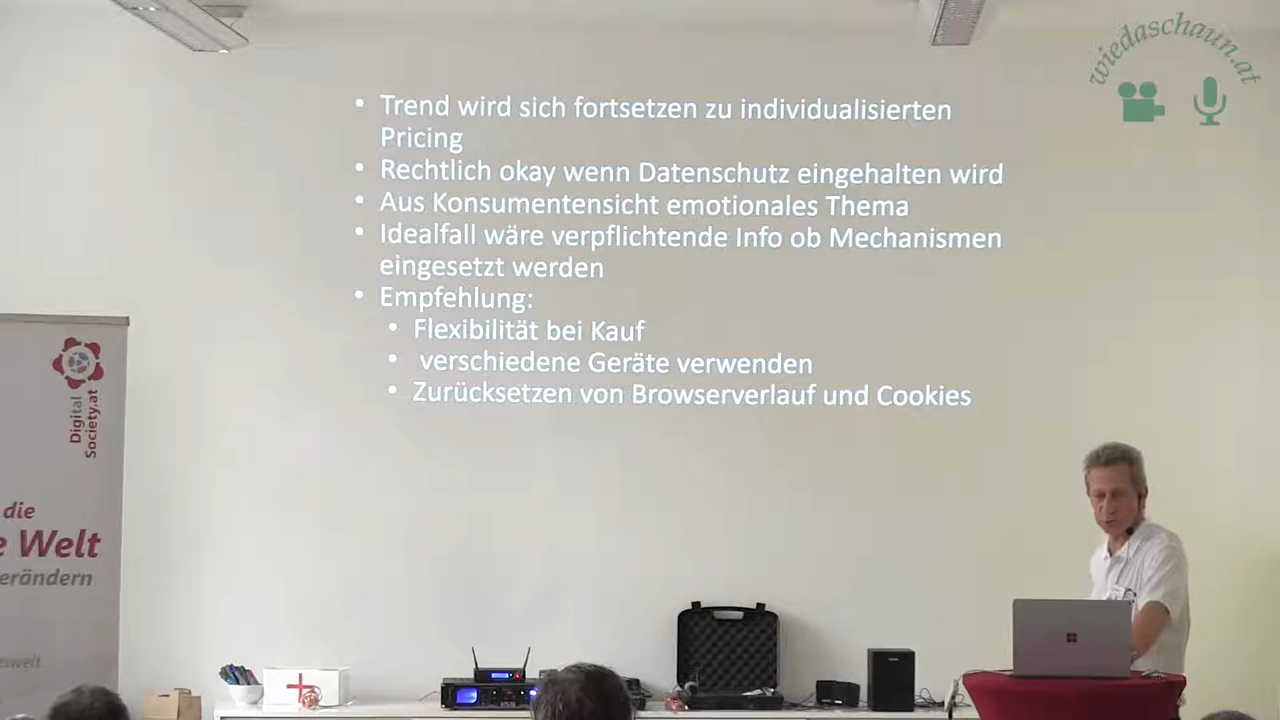 wiedaschaun.at
• Trend wird sich fortsetzen zu individualisierten
Pricing
• Rechtlich okay wenn Datenschutz eingehalten wird
• Aus Konsumentensicht emotionales Thema
• Idealfall wäre verpflichtende Info ob Mechanismen
eingesetzt werden
• Empfehlung:
• Flexibilität bei Kauf
• verschiedene Geräte verwenden
• Zurücksetzen von Browserverlauf und Cookies
Digital
Society.at
die
e Welt
erändern